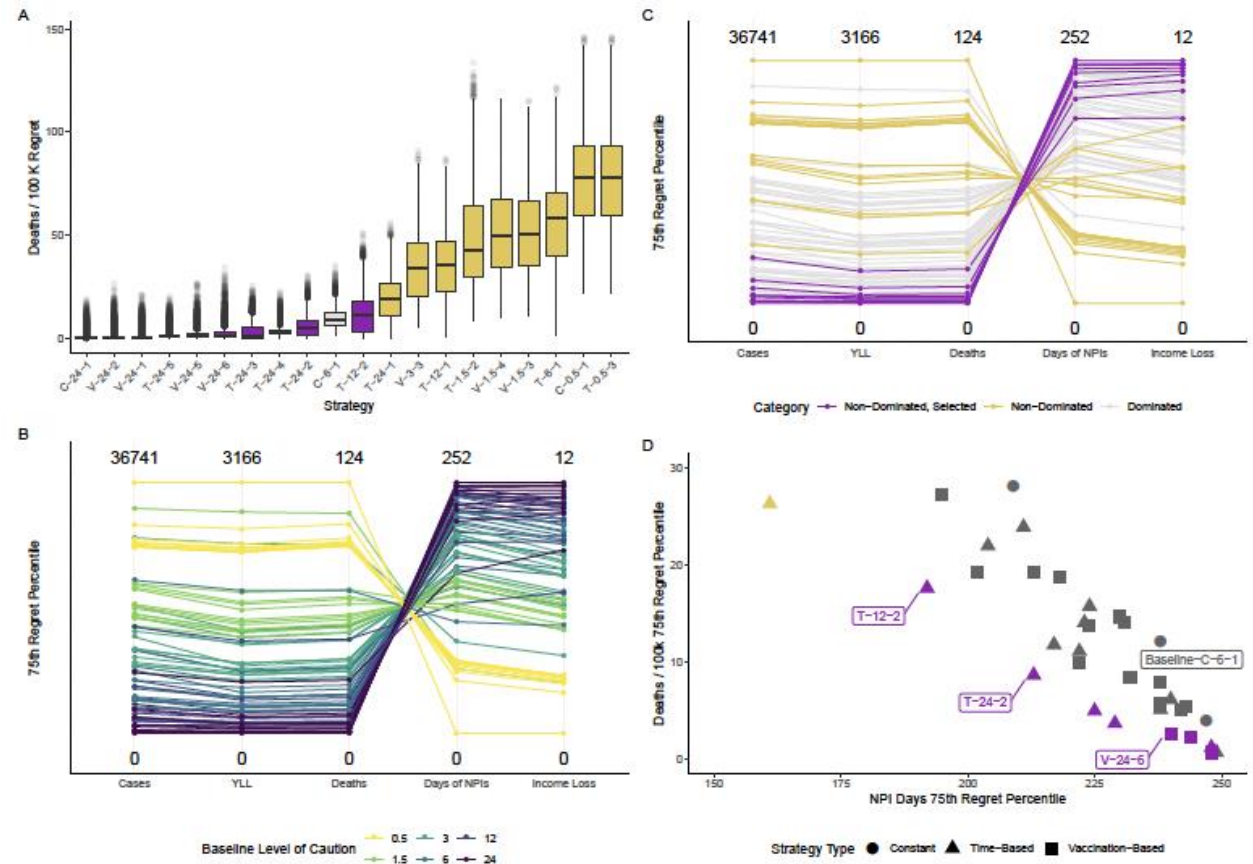 A
Deaths / 100 K Regret
150
100
50
0
C-24-1
V-24-2
V-24-1
T-24-5
V-24-5
V-24-6
T-24-3
T-24-4
T-24-2
C-6-1
T-12-2
T-24-1
V-3-3
T-12-1
T-1.5-2
V-1.5-4
V-1.5-3
T-6-1
C-0.5-1
T-0.5-3
Strategy
B
36741 3166 124 252 12
75th Regret Percentile
0 0 0 0 0
Cases YLL Deaths Days of NPIs Income Loss
Baseline Level of Caution
0.5 3 12
1.5 6 24
C
36741 3166 124 252 12
75th Regret Percentile
0 0 0 0 0
Cases YLL Deaths Days of NPIs Income Loss
Category Non-Dominated, Selected Non-Dominated Dominated
D
Deaths / 100k 75th Regret Percentile
30
20
10
0
T-12-2
Baseline-C-6-1
T-24-2
V-24-6
150 175 200 225 250
NPI Days 75th Regret Percentile
Strategy Type Constant Time-Based Vaccination-Based